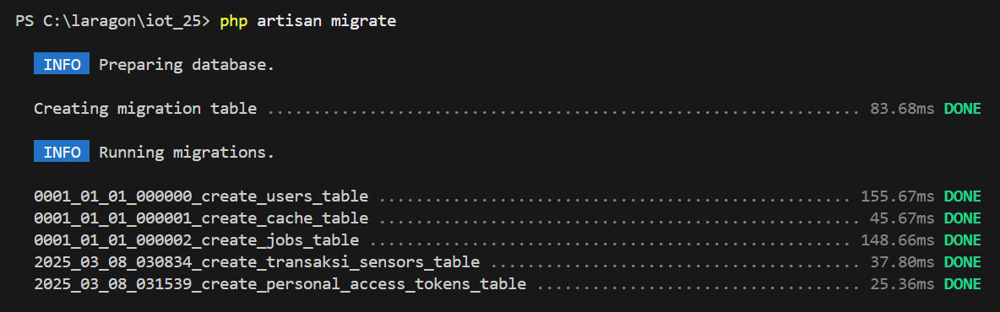 PS C:\laragon\iot_25> php artisan migrate
INFO Preparing database.
Creating migration table ................................................................ 83.68ms DONE
INFO Running migrations.
0001_01_01_000000_create_users_table ................................................... 155.67ms DONE
0001_01_01_000001_create_cache_table .................................................... 45.67ms DONE
0001_01_01_000002_create_jobs_table .................................................... 148.66ms DONE
2025_03_08_030834_create_transaksi_sensors_table ........................................ 37.80ms DONE
2025_03_08_031539_create_personal_access_tokens_table ................................... 25.36ms DONE